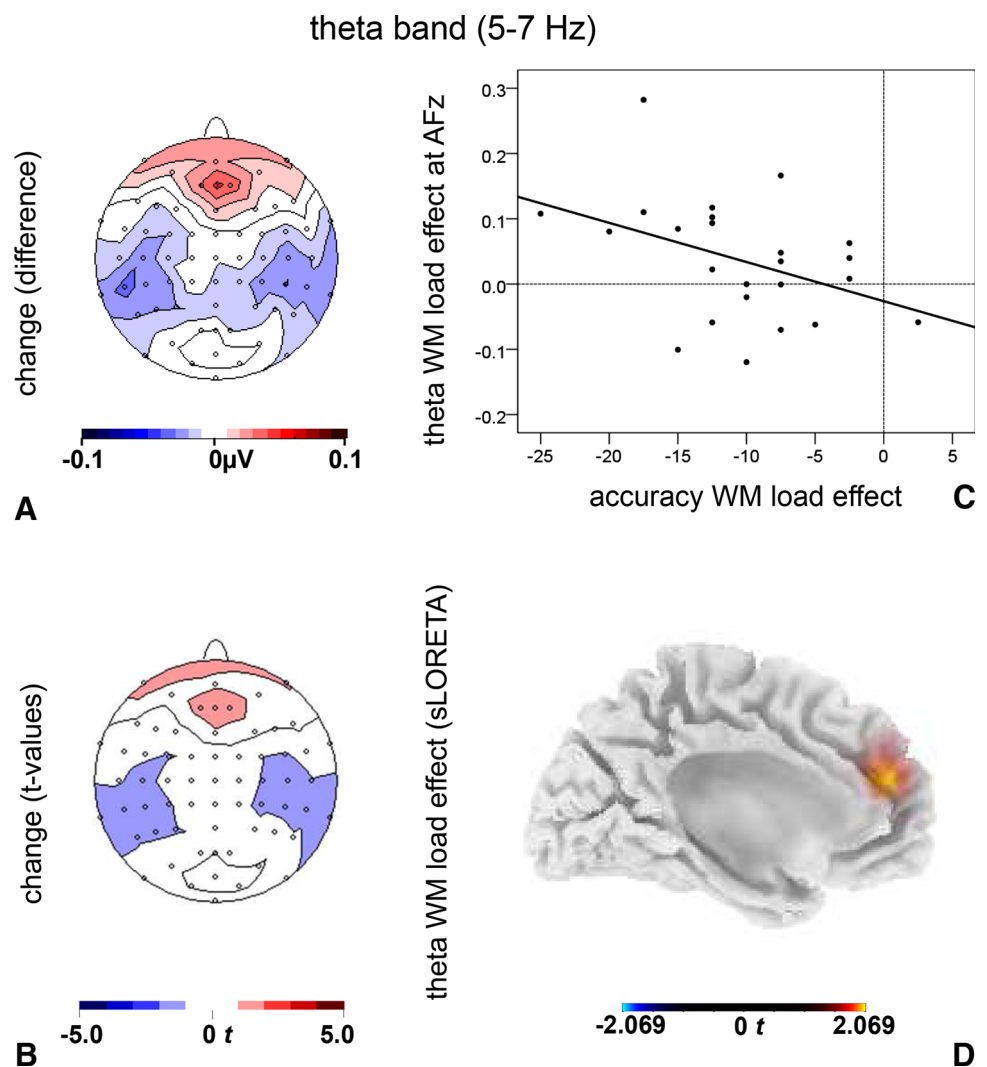 theta band (5-7 Hz)
change (difference)
-0.1 0µV 0.1
A
theta WM load effect at AFz
0.3
0.2
0.1
0.0
-0.1
-0.2
-25 -20 -15 -10 -5 0 5
accuracy WM load effect
C
change (t-values)
-5.0 0 t 5.0
B
theta WM load effect (sLORETA)
-2.069 0 t 2.069
D